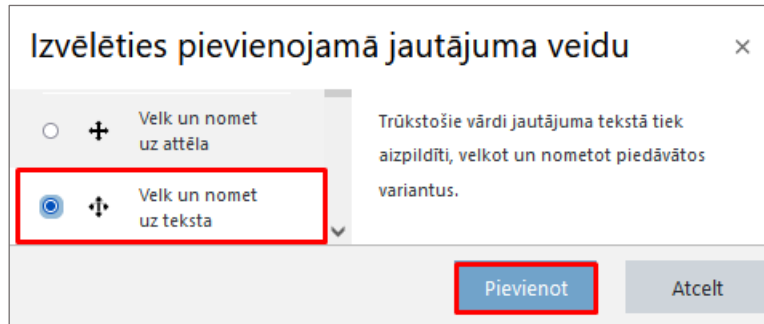 Izvēlēties pievienojamā jautājuma veidu
Velk un nomet
uz attēla
Velk un nomet
uz teksta
Trūkstošie vārdi jautājuma tekstā tiek
aizpildīti, velkot un nometot piedāvātos
variantus.
Pievienot
Atcelt